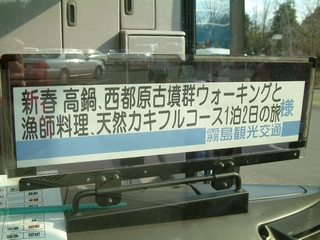 新春 高鍋、西都原古墳群ウォーキングと
漁師料理、天然カキフルコース1泊2日の旅様
霧島観光交通